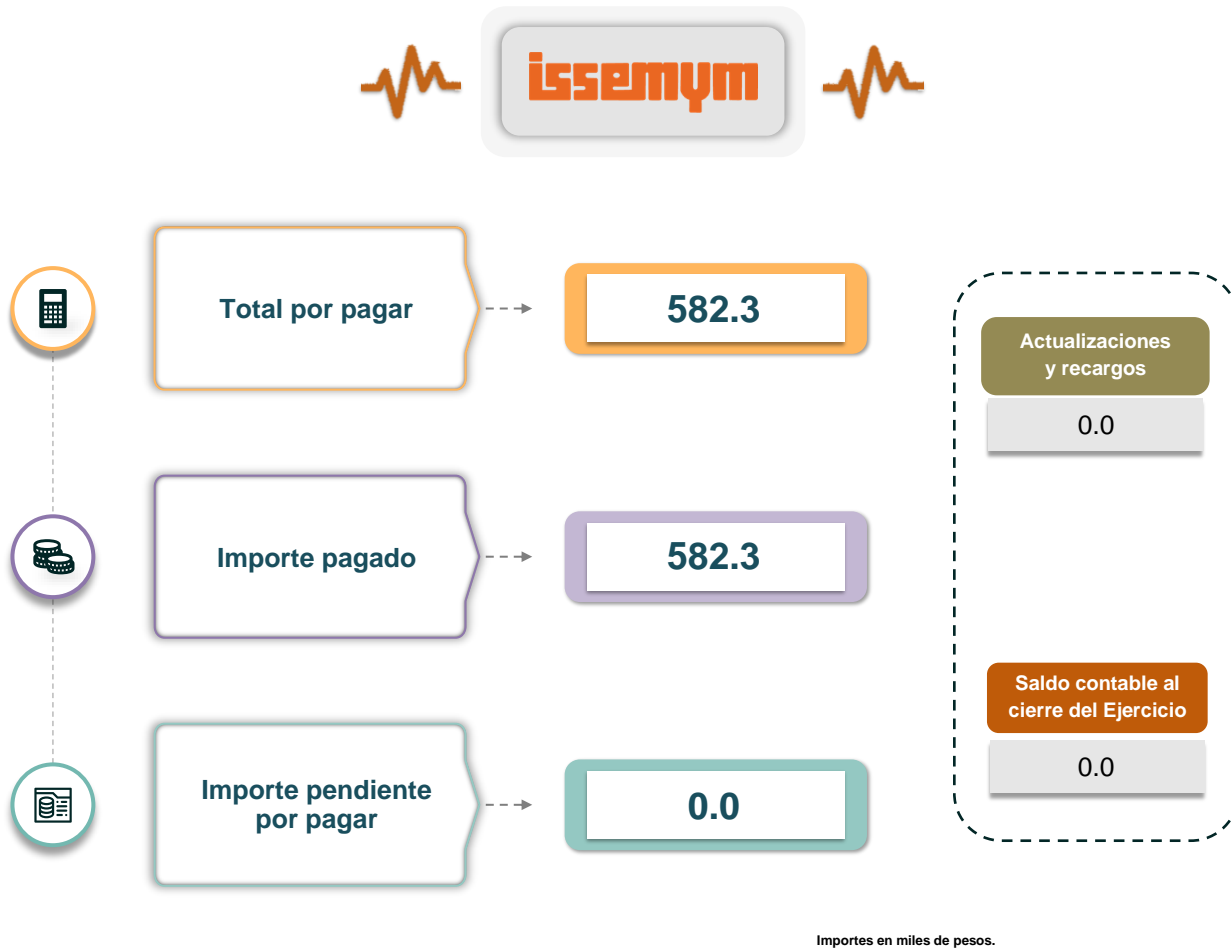 issemym
Total por pagar
582.3
Actualizaciones
y recargos
0.0
Importe pagado
582.3
Saldo contable al
cierre del Ejercicio
0.0
Importe pendiente
por pagar
0.0
Importes en miles de pesos.